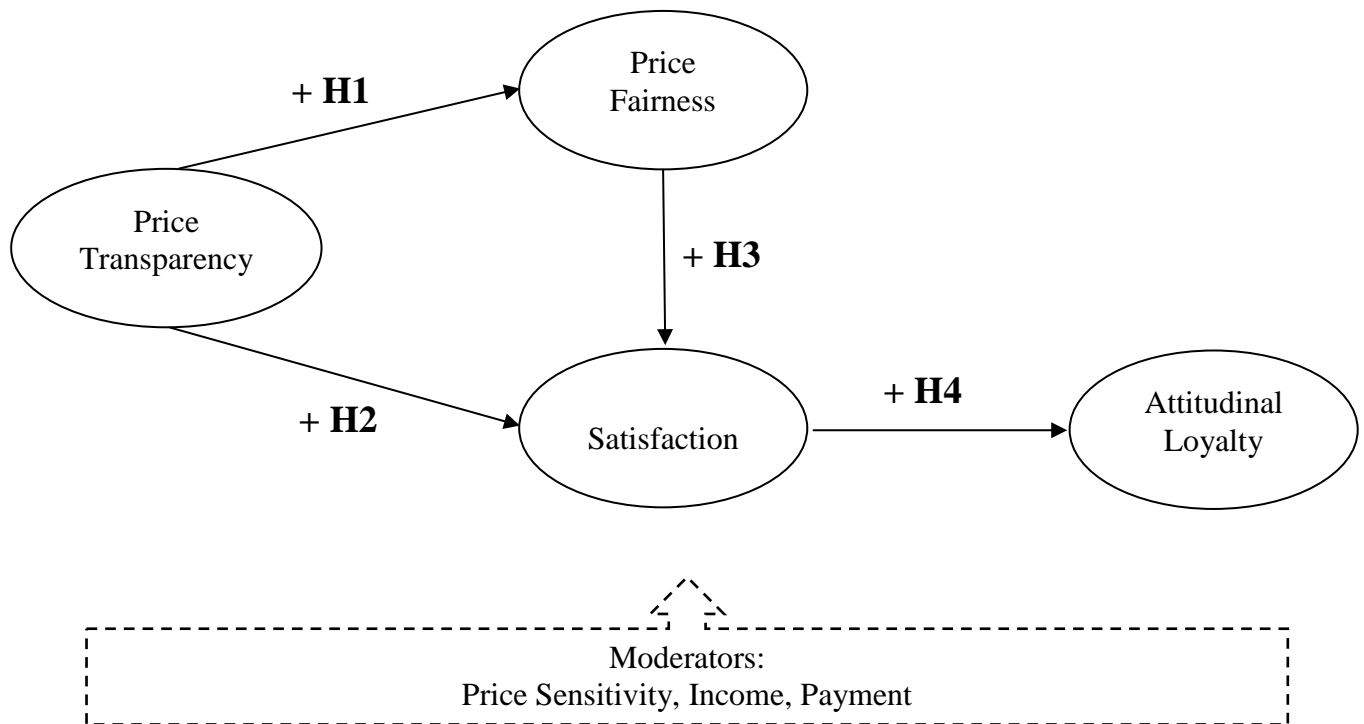 Price
Fairness
+ H1
Price
Transparency
+ H3
+ H2
Satisfaction
+ H4
Attitudinal
Loyalty
Moderators:
Price Sensitivity, Income, Payment